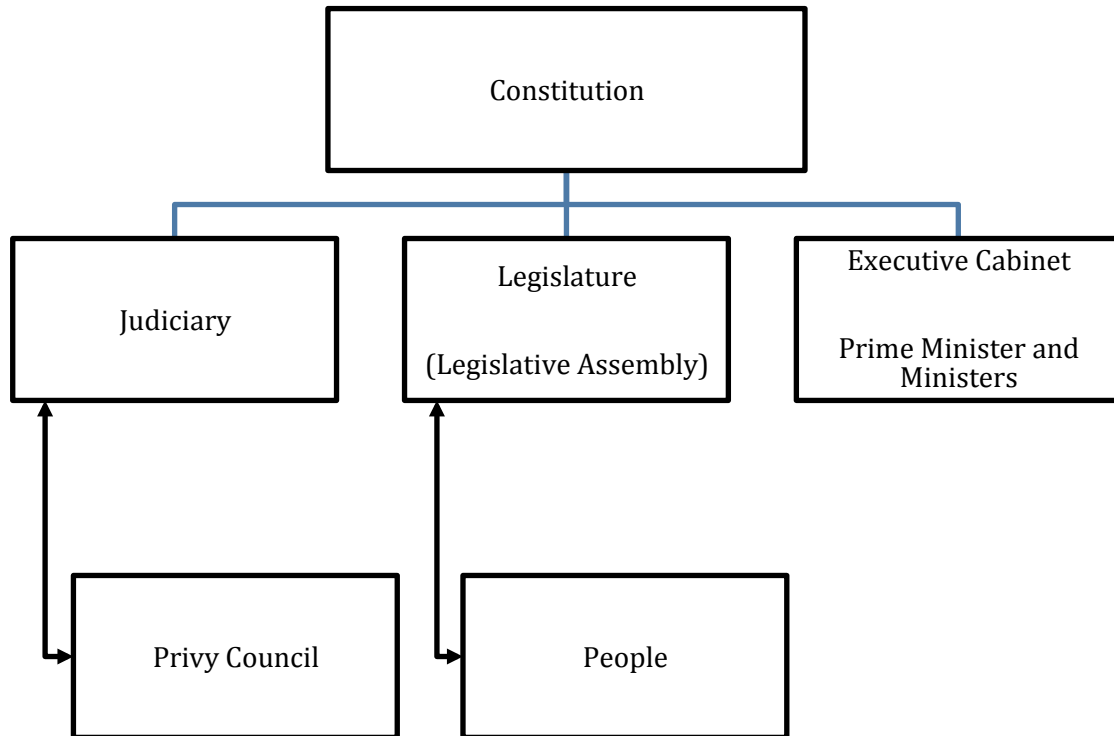 Constitution
Judiciary
Legislature
(Legislative Assembly)
Executive Cabinet
Prime Minister and
Ministers
Privy Council
People